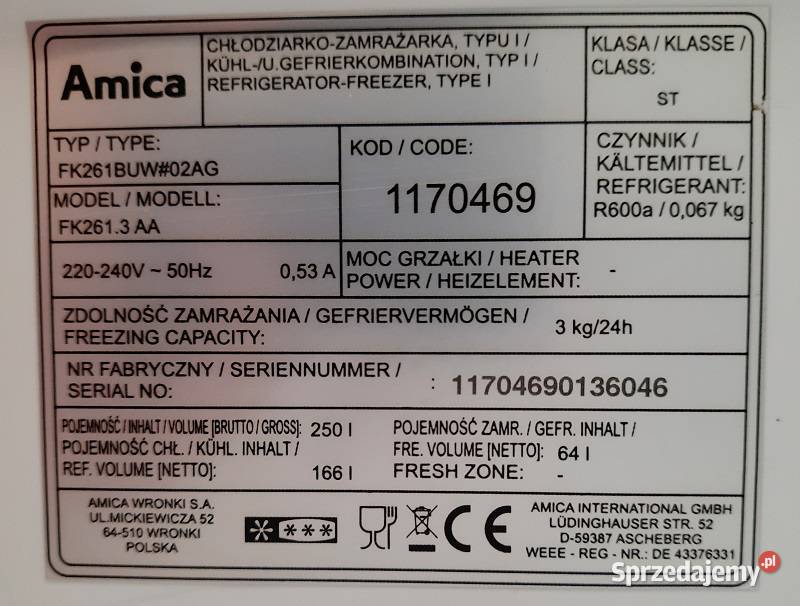 Amica
CHŁODZIARKO-ZAMRAŻARKA, TYPU I /
KÜHL-/U.GEFRIERKOMBINATION, TYP I /
REFRIGERATOR-FREEZER, TYPE I
KLASA / KLASSE /
CLASS:
ST
TYP / TYPE:
FK261BUW#02AG
MODEL / MODELL:
FK261.3 AA
KOD / CODE:
1170469
CZYNNIK /
KÄLTEMITTEL /
REFRIGERANT:
R600a / 0,067 kg
220-240V ~ 50Hz 0,53 A
MOC GRZAŁKI / HEATER
POWER / HEIZELEMENT: -
ZDOLNOŚĆ ZAMRAŻANIA / GEFRIERVERMÖGEN /
FREEZING CAPACITY: 3 kg/24h
NR FABRYCZNY / SERIENNUMMER /
SERIAL NO: : 11704690136046
POJEMNOŚĆ / INHALT / VOLUME [BRUTTO / GROSS]: 250 l
POJEMNOŚĆ CHŁ. / KÜHL. INHALT /
REF. VOLUME [NETTO]: 166 l
POJEMNOŚĆ ZAMR. / GEFR. INHALT /
FRE. VOLUME [NETTO]: 64 l
FRESH ZONE: -
AMICA WRONKI S.A.
UL.MICKIEWICZA 52
64-510 WRONKI
POLSKA
CE
AMICA INTERNATIONAL GMBH
LÜDINGHAUSER STR. 52
D-59387 ASCHEBERG
WEEE - REG - NR.: DE 43376331
Sprzedajemy.pl